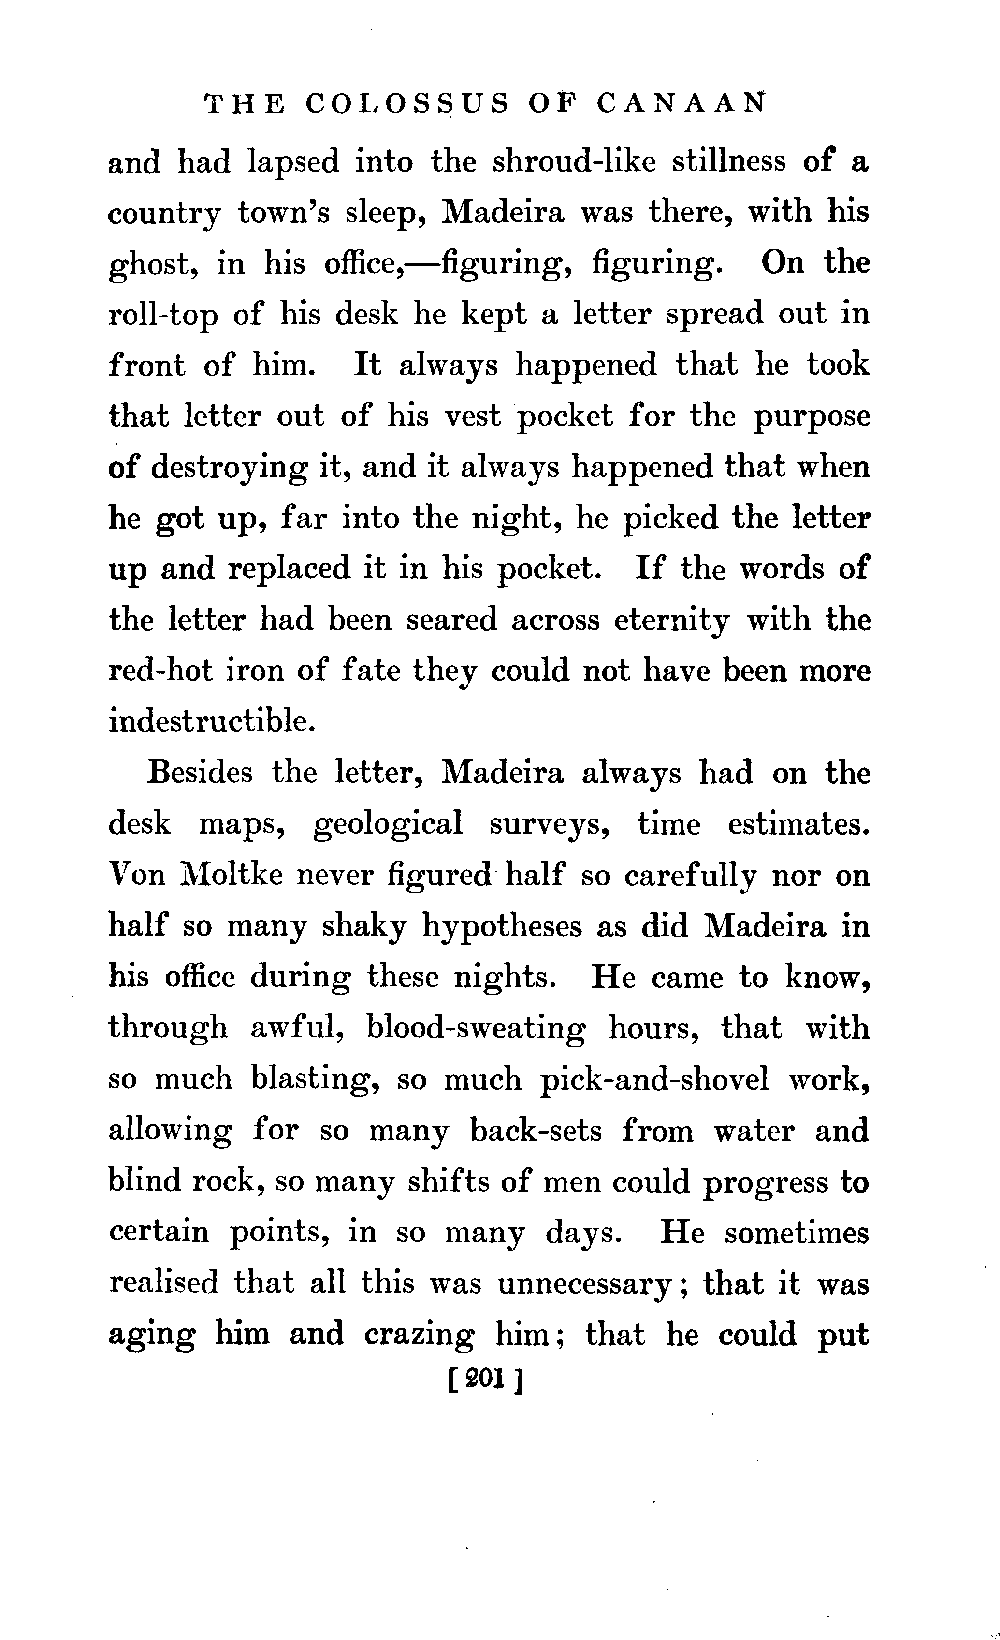 THE COLOSSUS OF CANAAN
and had lapsed into the shroud-like stillness of a
country town's sleep, Madeira was there, with his
ghost, in his office,—figuring, figuring. On the
roll-top of his desk he kept a letter spread out in
front of him. It always happened that he took
that letter out of his vest pocket for the purpose
of destroying it, and it always happened that when
he got up, far into the night, he picked the letter
up and replaced it in his pocket. If the words of
the letter had been seared across eternity with the
red-hot iron of fate they could not have been more
indestructible.
Besides the letter, Madeira always had on the
desk maps, geological surveys, time estimates.
Von Moltke never figured half so carefully nor on
half so many shaky hypotheses as did Madeira in
his office during these nights. He came to know,
through awful, blood-sweating hours, that with
so much blasting, so much pick-and-shovel work,
allowing for so many back-sets from water and
blind rock, so many shifts of men could progress to
certain points, in so many days. He sometimes
realised that all this was unnecessary; that it was
aging him and crazing him; that he could put
[201]